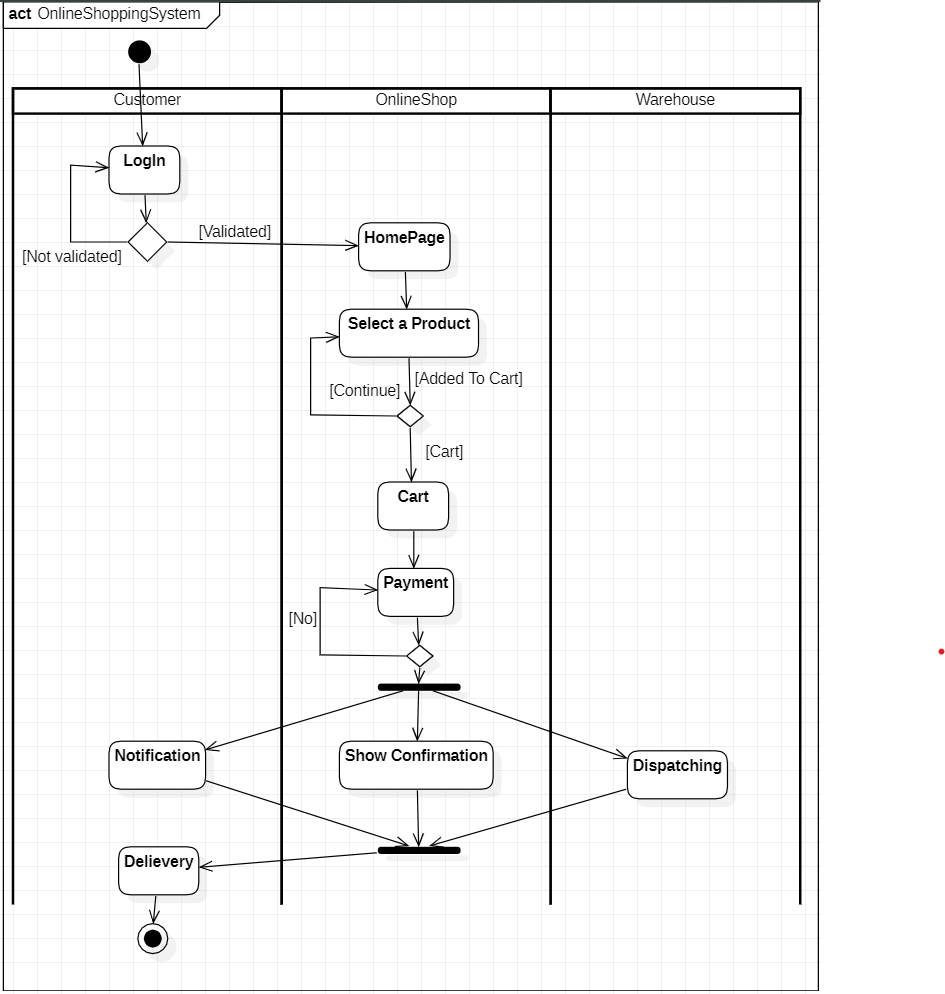 act OnlineShoppingSystem
Customer
OnlineShop
Warehouse
LogIn
[Validated]
[Not validated]
HomePage
Select a Product
[Added To Cart]
[Continue]
[Cart]
Cart
Payment
[No]
Notification
Show Confirmation
Dispatching
Delievery